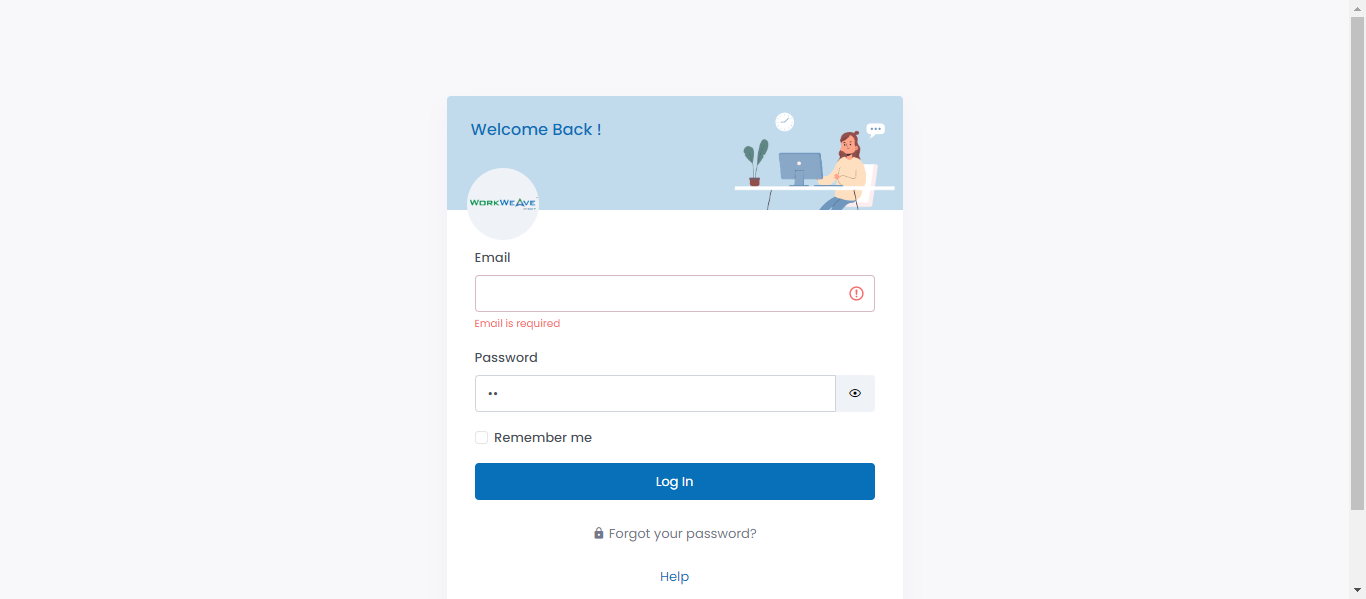 Welcome Back !
WORKWEAVE
Email
Email is required
Password
Remember me
Log In
Forgot your password?
Help